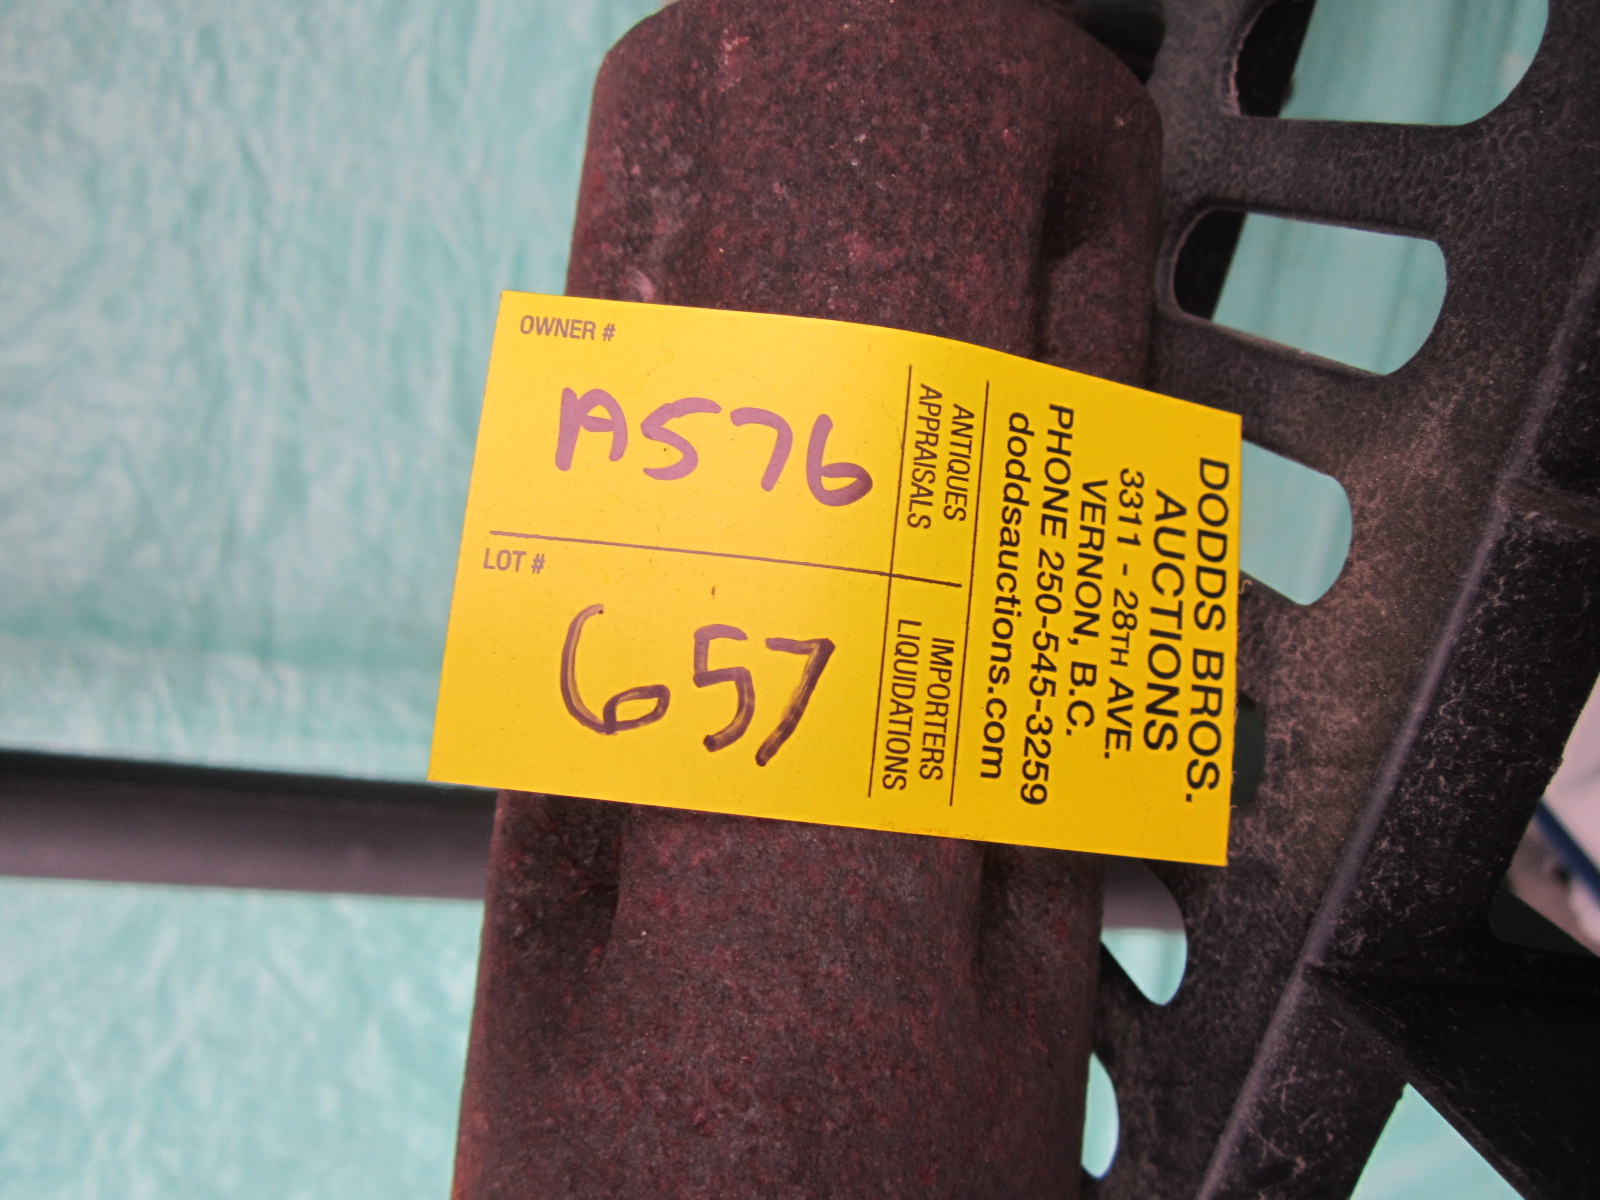 OWNER #
A576
LOT #
657
ANTIQUES
APPRAISALS
IMPORTERS
LIQUIDATIONS
DODDS BROS.
AUCTIONS
3311 - 28TH AVE.
VERNON, B.C.
PHONE 250-545-3259
doddsauctions.com